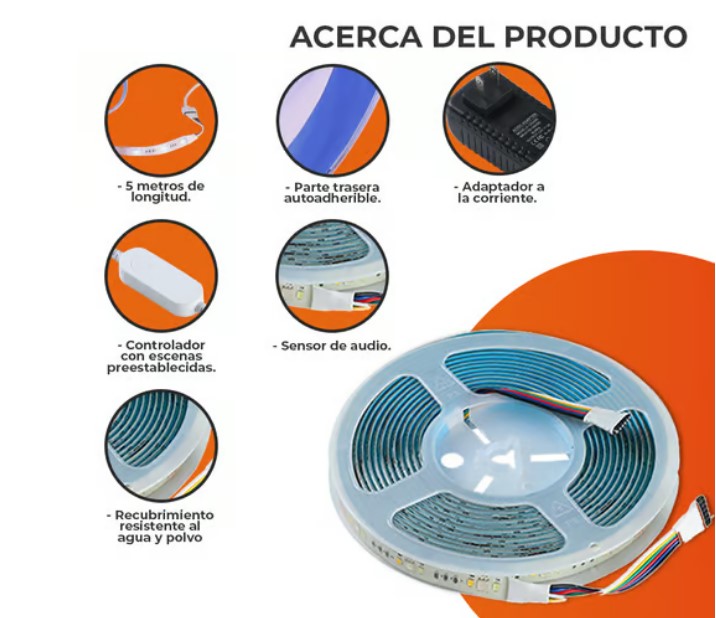 ACERCA DEL PRODUCTO
- 5 metros de
longitud.
- Parte trasera
autoadherible.
- Adaptador a
la corriente.
- Controlador
con escenas
preestablecidas.
- Sensor de audio.
- Recubrimiento
resistente al
agua y polvo